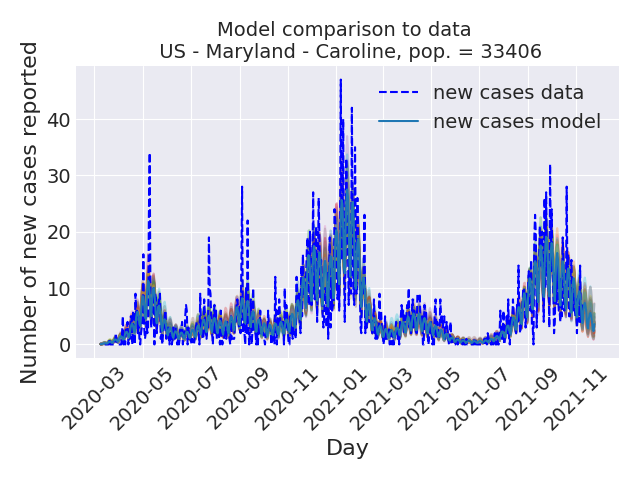 Model comparison to data
US - Maryland - Caroline, pop. = 33406
Number of new cases reported
40
30
20
10
0
new cases data
new cases model
2020-03
2020-05
2020-07
2020-09
2020-11
2021-01
2021-03
2021-05
2021-07
2021-09
2021-11
Day